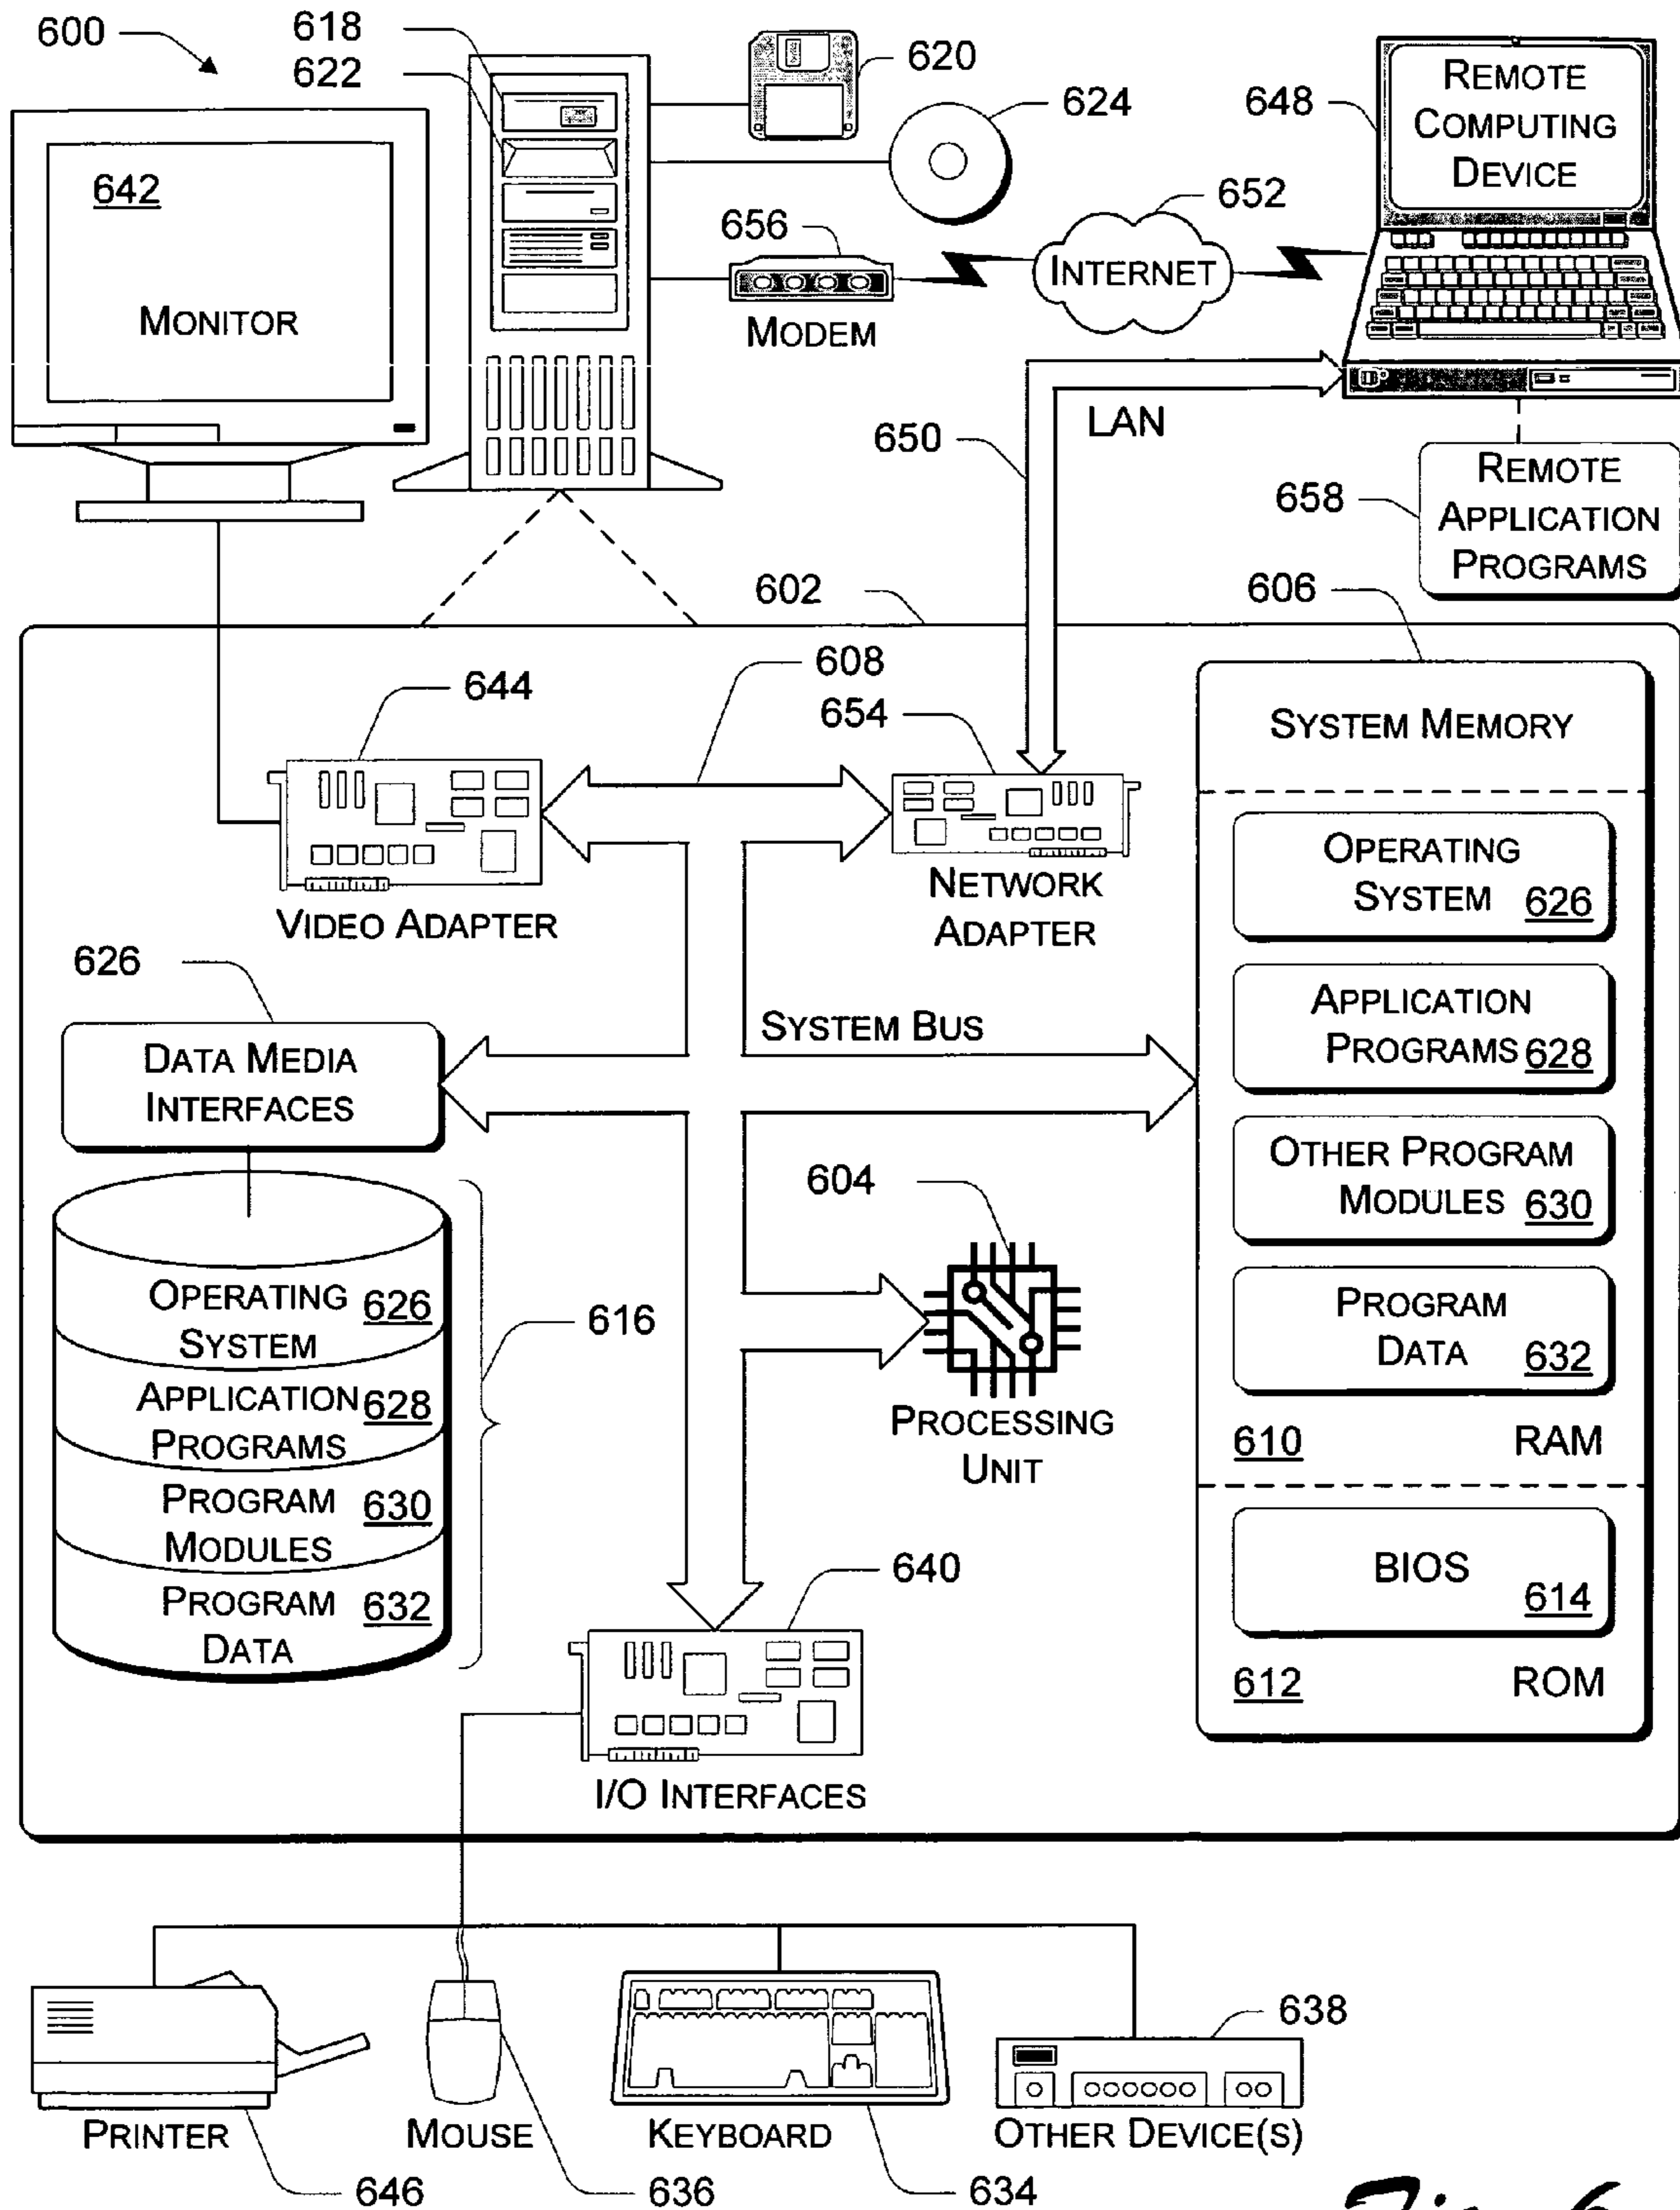 600
618
622
620
624
648
REMOTE
COMPUTING
DEVICE
642
MONITOR
656
MODEM
652
INTERNET
650
LAN
658
REMOTE
APPLICATION
PROGRAMS
602
606
608
644
654
VIDEO ADAPTER
NETWORK
ADAPTER
SYSTEM MEMORY
OPERATING
SYSTEM 626
APPLICATION
PROGRAMS 628
OTHER PROGRAM
MODULES 630
PROGRAM
DATA 632
610 RAM
BIOS
614
612 ROM
626
DATA MEDIA
INTERFACES
SYSTEM BUS
604
PROCESSING
UNIT
616
OPERATING 626
SYSTEM
APPLICATION 628
PROGRAMS
PROGRAM 630
MODULES
PROGRAM 632
DATA
640
I/O INTERFACES
PRINTER
646
MOUSE
636
KEYBOARD
634
638
OTHER DEVICE(S)
Fig. 6